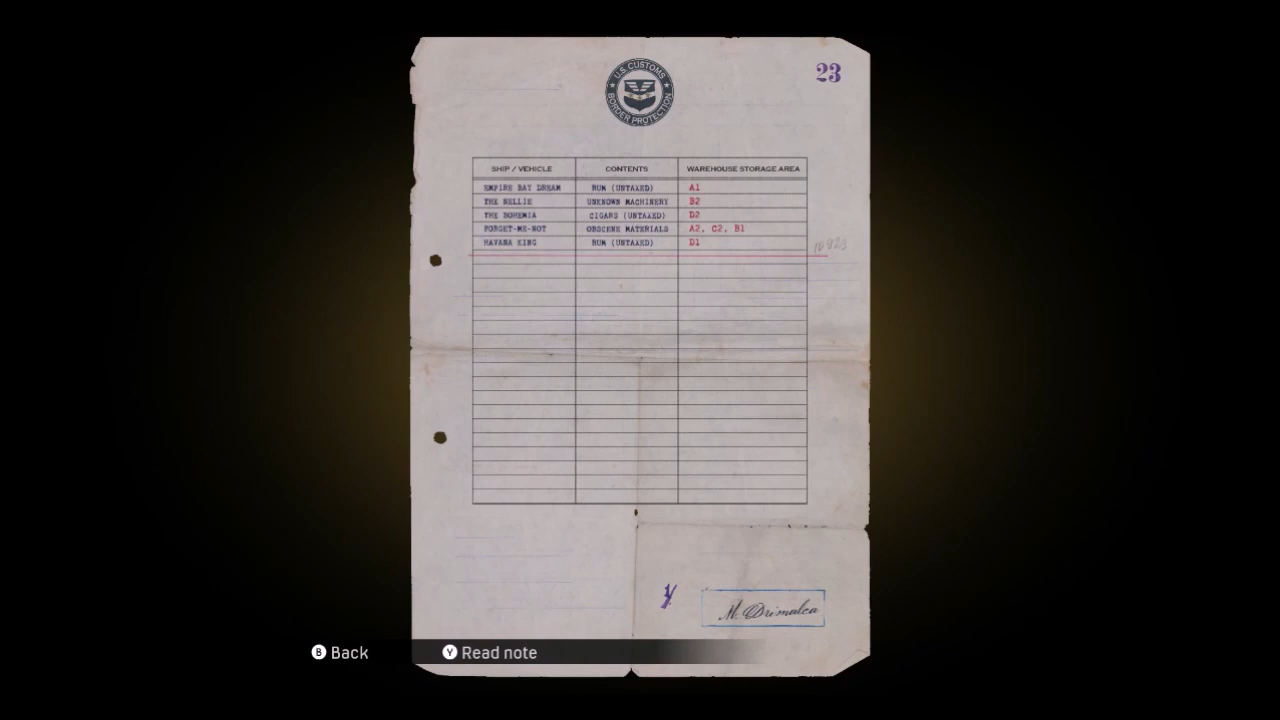 23
U.S. CUSTOMS
BORDER PROTECTION
SHIP / VEHICLE CONTENTS WAREHOUSE STORAGE AREA
EMPIRE BAY DREAM RUM (UNTAXED) A1
THE NELLIE UNKNOWN MACHINERY B2
THE BOHEMIA CIGARS (UNTAXED) D2
FORGET-ME-NOT OBSCENE MATERIALS A2, C2, B1
HAVANA KING RUM (UNTAXED) D1
M. Drimalca
B Back Y Read note